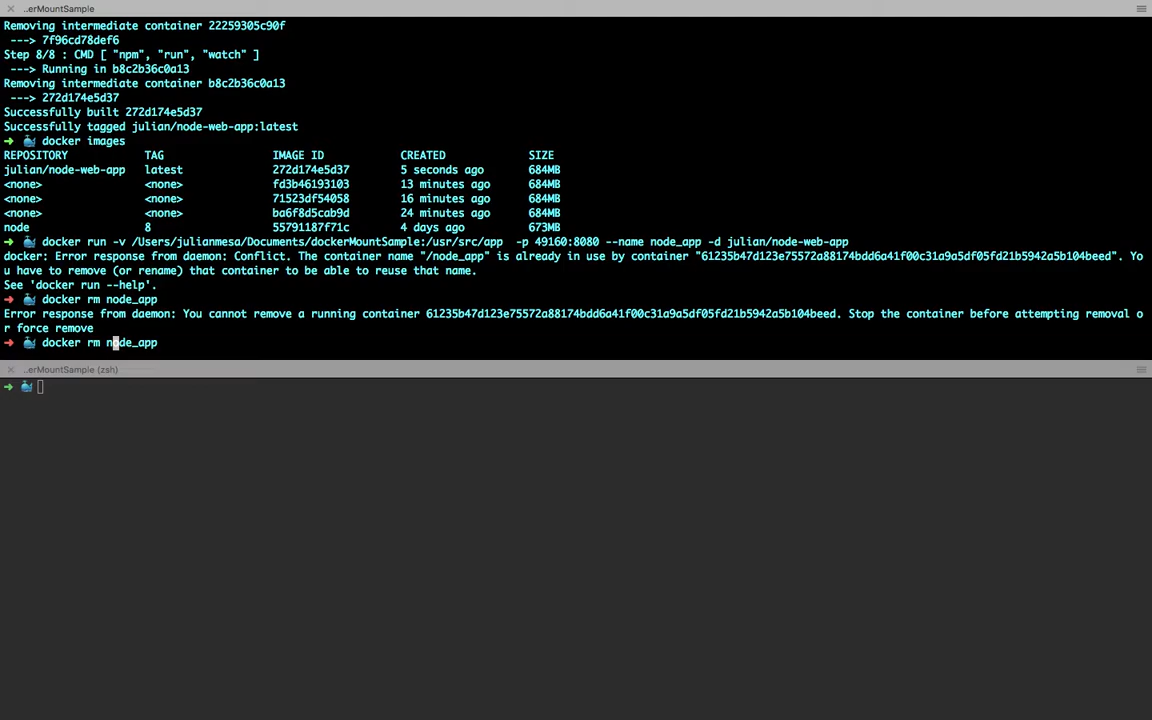 ..erMountSample
Removing intermediate container 22259305c90f
---> 7f96cd78def6
Step 8/8 : CMD [ "npm", "run", "watch" ]
---> Running in b8c2b36c0a13
Removing intermediate container b8c2b36c0a13
---> 272d174e5d37
Successfully built 272d174e5d37
Successfully tagged julian/node-web-app:latest
→ 🐳 docker images
REPOSITORY TAG IMAGE ID CREATED SIZE
julian/node-web-app latest 272d174e5d37 5 seconds ago 684MB
<none> <none> fd3b46193103 13 minutes ago 684MB
<none> <none> 71523df54058 16 minutes ago 684MB
<none> <none> ba6f8d5cab9d 24 minutes ago 684MB
node 8 55791187f71c 4 days ago 673MB
→ 🐳 docker run -v /Users/julianmesa/Documents/dockerMountSample:/usr/src/app -p 49160:8080 --name node_app -d julian/node-web-app
docker: Error response from daemon: Conflict. The container name "/node_app" is already in use by container "61235b47d123e75572a88174bdd6a41f00c31a9a5df05fd21b5942a5b104beed". Yo
u have to remove (or rename) that container to be able to reuse that name.
See 'docker run --help'.
→ 🐳 docker rm node_app
Error response from daemon: You cannot remove a running container 61235b47d123e75572a88174bdd6a41f00c31a9a5df05fd21b5942a5b104beed. Stop the container before attempting removal o
r force remove
→ 🐳 docker rm node_app
..erMountSample (zsh)
→ 🐳